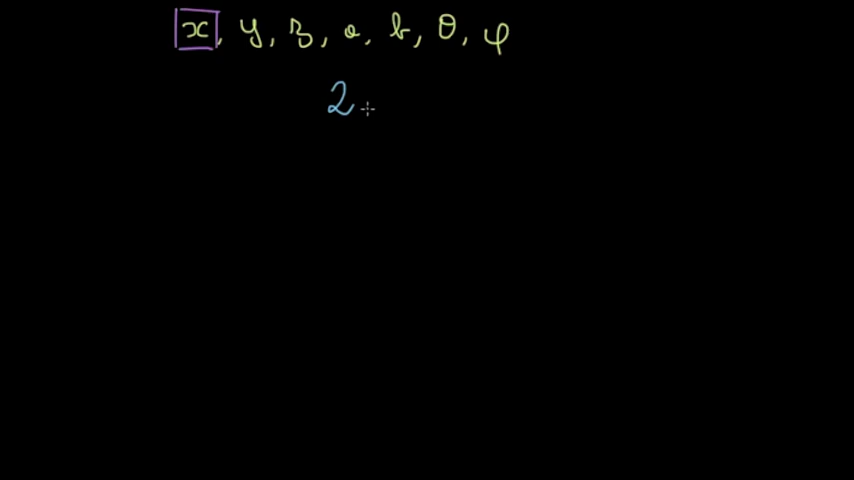 x, y, z, a, b, θ, φ
2